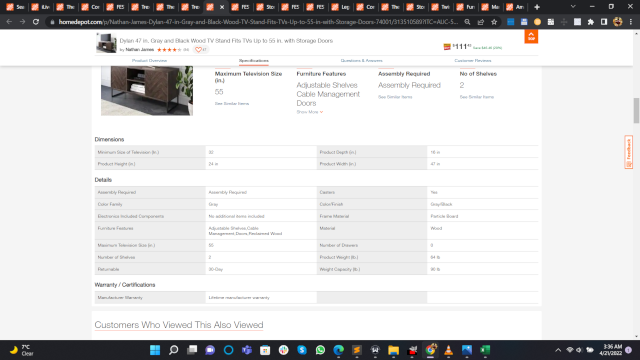 homedepot.com/p/Nathan-James-Dylan-47-in-Gray-and-Black-Wood-TV-Stand-Fits-TVs-Up-to-55-in-with-Storage-Doors-74001/313510589?ITC=AUC-5...
Dylan 47 in. Gray and Black Wood TV Stand Fits TVs Up to 55 in. with Storage Doors
by Nathan James
$111
TOP
Product Overview Specifications Questions & Answers Customer Reviews
Maximum Television Size (in.)
55
See Similar Items
Furniture Features
Adjustable Shelves
Cable Management
Doors
Show More
Assembly Required
Assembly Required
See Similar Items
No of Shelves
2
See Similar Items
Feedback
Dimensions
Minimum Size of Television (in.) 32 Product Depth (in.)
Product Height (in.) 24 in Product Width (in.) 47 in
Details
Assembly Required Assembly Required Casters Yes
Color Family Gray Color/Finish Gray/Black
Electronics Included Components No additional items included Frame Material Particle Board
Furniture Features Adjustable Shelves, Cable Management, Doors, Reclaimed Wood Material Wood
Maximum Television Size (in.) 55 Number of Drawers 0
Number of Shelves 2 Product Weight (lb.) 64 lb
Returnable 30-Day Weight Capacity (lb.) 90 lb
Warranty / Certifications
Manufacturer Warranty Lifetime manufacturer warranty
Customers Who Viewed This Also Viewed
7°C
Clear
3:36 AM
4/21/2022